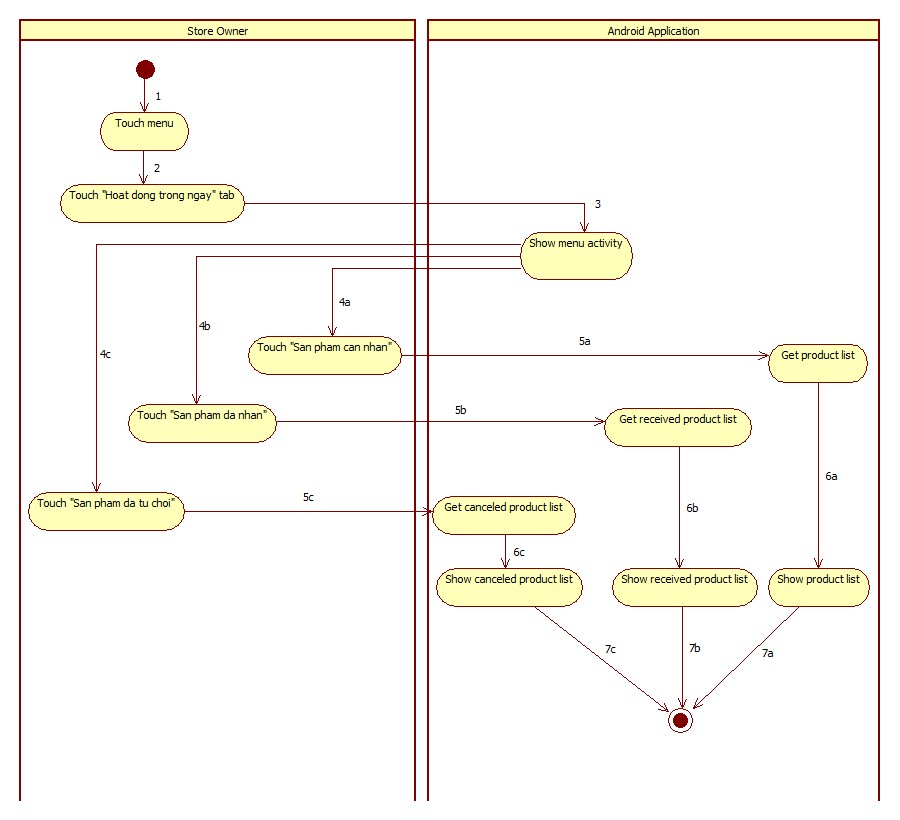 Store Owner
Android Application
1
Touch menu
2
Touch "Hoat dong trong ngay" tab
3
Show menu activity
4a
4b
4c
Touch "San pham can nhan"
5a
Get product list
Touch "San pham da nhan"
5b
Get received product list
6a
Touch "San pham da tu choi"
5c
Get canceled product list
6b
6c
Show canceled product list
Show received product list
Show product list
7c
7b
7a